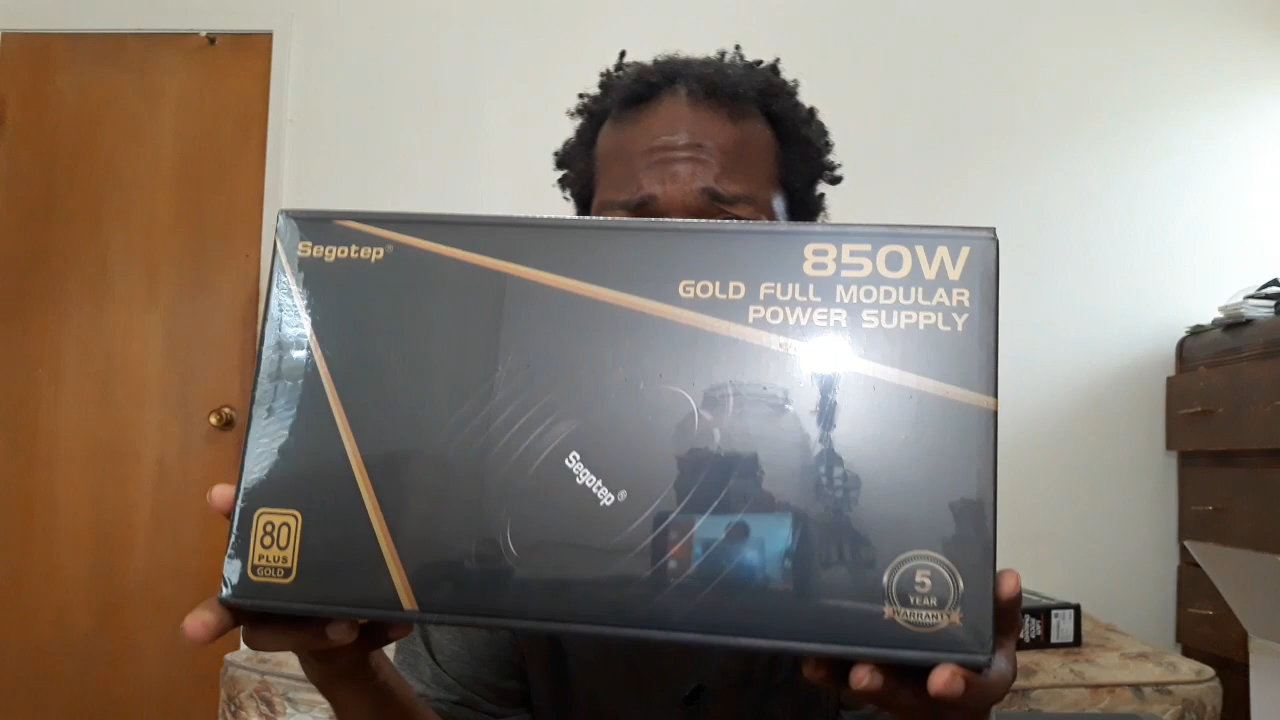 Segotep®
850W
GOLD FULL MODULAR
POWER SUPPLY
Segotep®
80
PLUS
GOLD
5
YEAR
WARRANTY